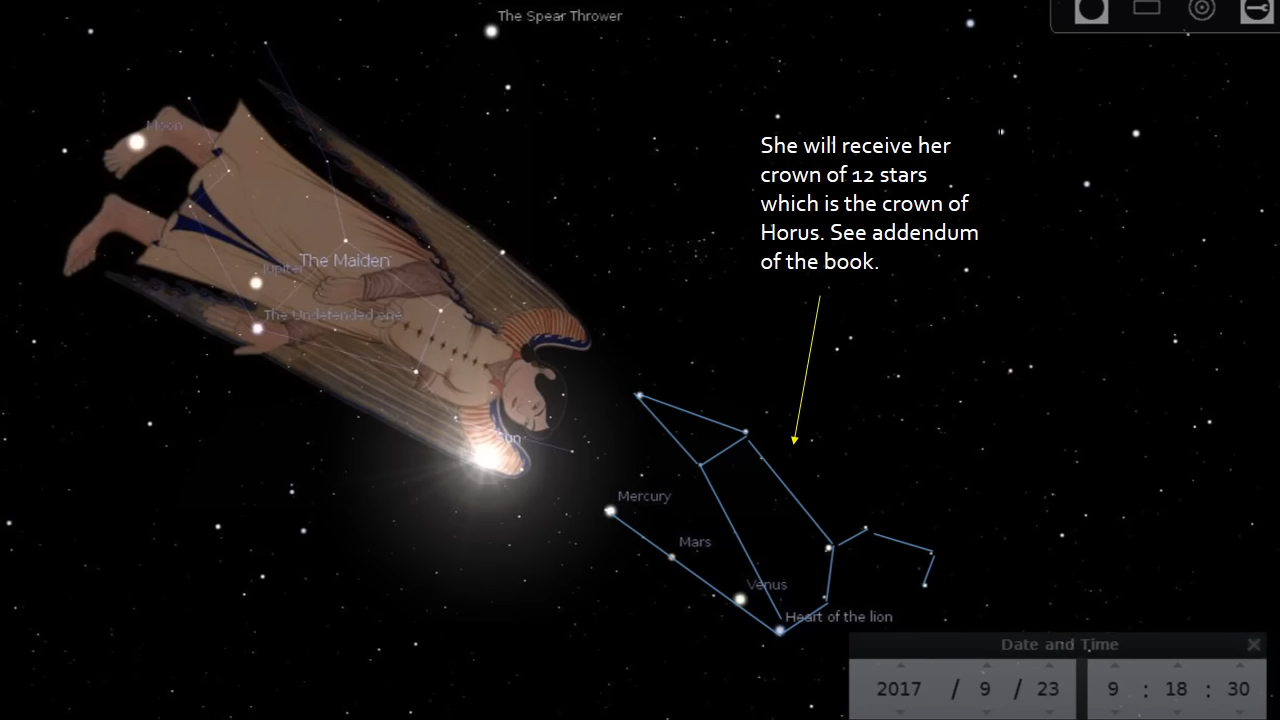 The Spear Thrower
Moon
She will receive her
crown of 12 stars
which is the crown of
Horus. See addendum
of the book.
The Maiden
Jupiter
The Undefended one
Sun
Mercury
Mars
Venus
Heart of the lion
Date and Time
2017 / 9 / 23 9 : 18 : 30